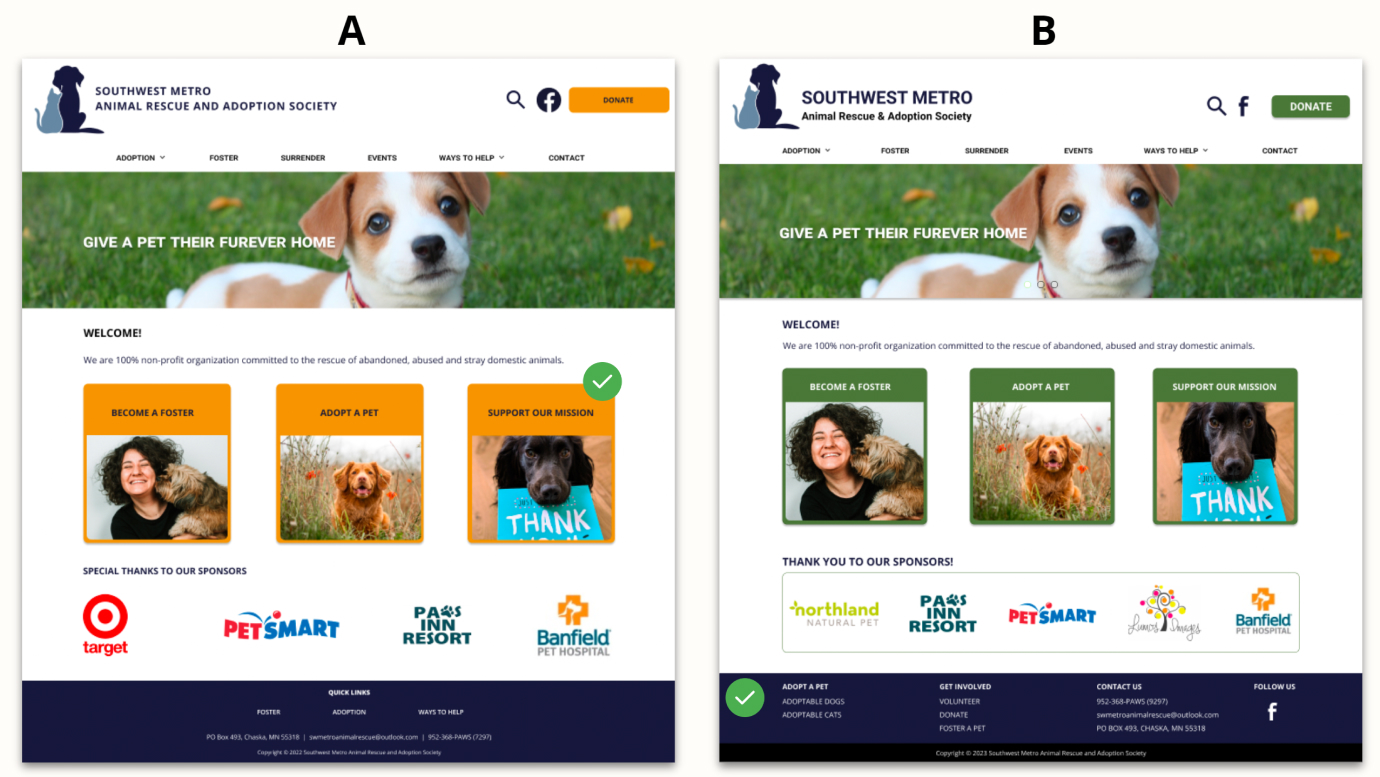 A
SOUTHWEST METRO
ANIMAL RESCUE AND ADOPTION SOCIETY
DONATE
ADOPTION FOSTER SURRENDER EVENTS WAYS TO HELP CONTACT
GIVE A PET THEIR FUREVER HOME
WELCOME!
We are 100% non-profit organization committed to the rescue of abandoned, abused and stray domestic animals.
BECOME A FOSTER ADOPT A PET SUPPORT OUR MISSION
THANK
SPECIAL THANKS TO OUR SPONSORS
target
PETSMART
PAWS
INN
RESORT
Banfield
PET HOSPITAL
QUICK LINKS
FOSTER ADOPTION WAYS TO HELP
PO Box 493, Chaska, MN 55318 | swmetroanimalrescue@outlook.com | 952-368-PAWS (7297)
Copyright © 2022 Southwest Metro Animal Rescue and Adoption Society
B
SOUTHWEST METRO
Animal Rescue & Adoption Society
DONATE
ADOPTION FOSTER SURRENDER EVENTS WAYS TO HELP CONTACT
GIVE A PET THEIR FUREVER HOME
WELCOME!
We are 100% non-profit organization committed to the rescue of abandoned, abused and stray domestic animals.
BECOME A FOSTER ADOPT A PET SUPPORT OUR MISSION
THANK
THANK YOU TO OUR SPONSORS!
northland
NATURAL PET
PAWS
INN
RESORT
PETSMART
Lumos Images
Banfield
PET HOSPITAL
ADOPT A PET
ADOPTABLE DOGS
ADOPTABLE CATS
GET INVOLVED
VOLUNTEER
DONATE
FOSTER A PET
CONTACT US
952-368-PAWS (9297)
swmetroanimalrescue@outlook.com
PO BOX 493, CHASKA, MN 55318
FOLLOW US
Copyright © 2023 Southwest Metro Animal Rescue and Adoption Society